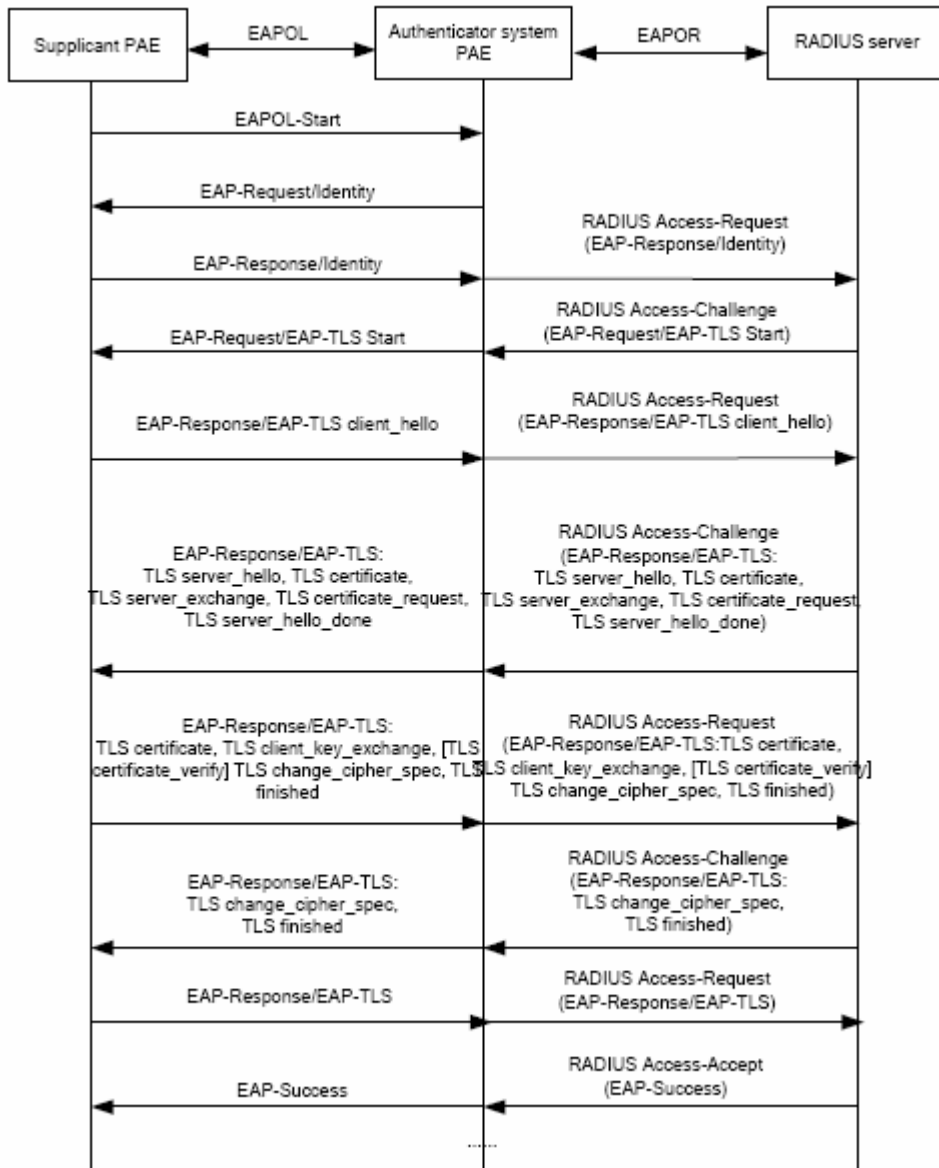 Supplicant PAE
EAPOL
Authenticator system
PAE
EAPOR
RADIUS server
EAPOL-Start
EAP-Request/Identity
RADIUS Access-Request
(EAP-Response/Identity)
EAP-Response/Identity
RADIUS Access-Challenge
(EAP-Request/EAP-TLS Start)
EAP-Request/EAP-TLS Start
RADIUS Access-Request
(EAP-Response/EAP-TLS client_hello)
EAP-Response/EAP-TLS client_hello
EAP-Response/EAP-TLS:
TLS server_hello, TLS certificate,
TLS server_exchange, TLS certificate_request,
TLS server_hello_done
RADIUS Access-Challenge
(EAP-Response/EAP-TLS:
TLS server_hello, TLS certificate,
TLS server_exchange, TLS certificate_request,
TLS server_hello_done)
EAP-Response/EAP-TLS:
TLS certificate, TLS client_key_exchange, [TLS
certificate_verify] TLS change_cipher_spec, TLS
finished
RADIUS Access-Request
(EAP-Response/EAP-TLS:TLS certificate,
TLS client_key_exchange, [TLS certificate_verify]
TLS change_cipher_spec, TLS finished)
EAP-Response/EAP-TLS:
TLS change_cipher_spec,
TLS finished
RADIUS Access-Challenge
(EAP-Response/EAP-TLS:
TLS change_cipher_spec,
TLS finished)
EAP-Response/EAP-TLS
RADIUS Access-Request
(EAP-Response/EAP-TLS)
EAP-Success
RADIUS Access-Accept
(EAP-Success)
......